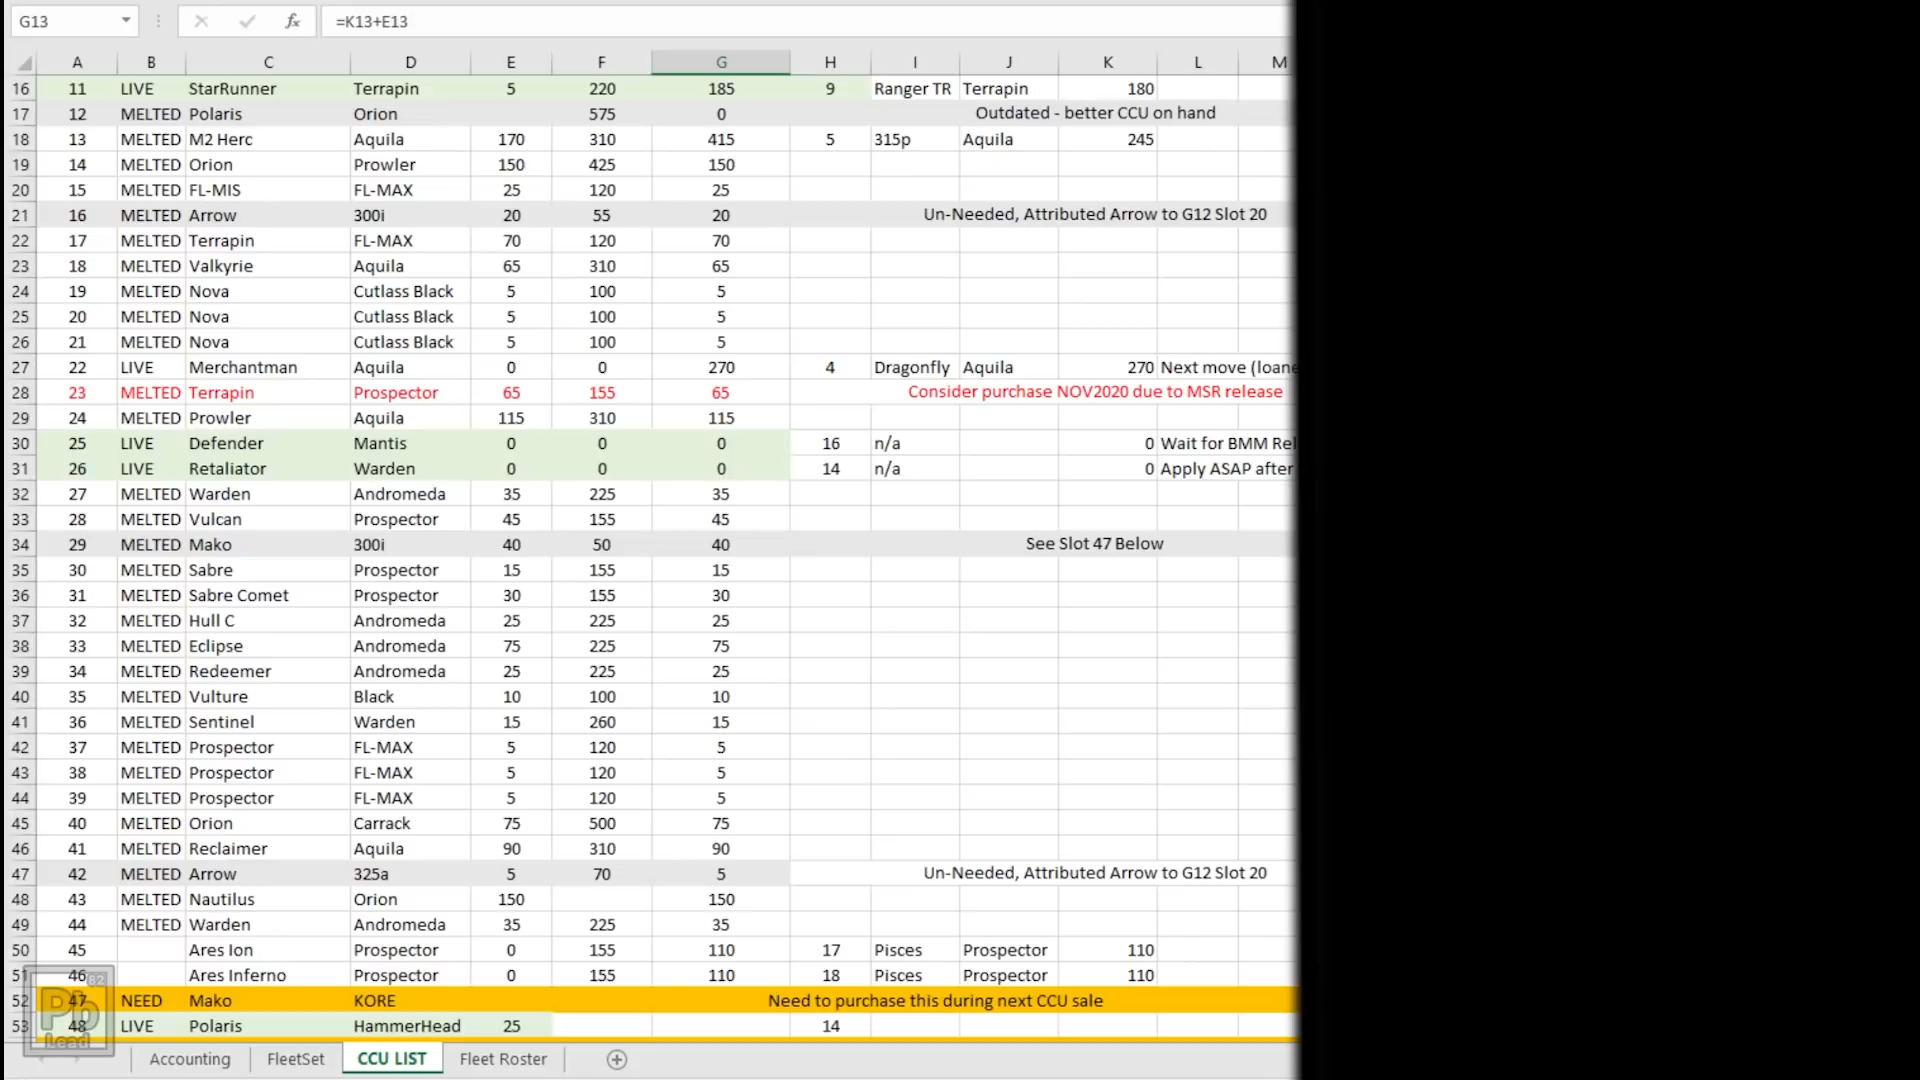 G13 fx =K13+E13
A B C D E F G H I J K L M
16 11 LIVE StarRunner Terrapin 5 220 185 9 Ranger TR Terrapin 180
17 12 MELTED Polaris Orion 575 0 Outdated - better CCU on hand
18 13 MELTED M2 Herc Aquila 170 310 415 5 315p Aquila 245
19 14 MELTED Orion Prowler 150 425 150
20 15 MELTED FL-MIS FL-MAX 25 120 25
21 16 MELTED Arrow 300i 20 55 20 Un-Needed, Attributed Arrow to G12 Slot 20
22 17 MELTED Terrapin FL-MAX 70 120 70
23 18 MELTED Valkyrie Aquila 65 310 65
24 19 MELTED Nova Cutlass Black 5 100 5
25 20 MELTED Nova Cutlass Black 5 100 5
26 21 MELTED Nova Cutlass Black 5 100 5
27 22 LIVE Merchantman Aquila 0 0 270 4 Dragonfly Aquila 270 Next move (loane
28 23 MELTED Terrapin Prospector 65 155 65 Consider purchase NOV2020 due to MSR release
29 24 MELTED Prowler Aquila 115 310 115
30 25 LIVE Defender Mantis 0 0 0 16 n/a 0 Wait for BMM Rel
31 26 LIVE Retaliator Warden 0 0 0 14 n/a 0 Apply ASAP after
32 27 MELTED Warden Andromeda 35 225 35
33 28 MELTED Vulcan Prospector 45 155 45
34 29 MELTED Mako 300i 40 50 40 See Slot 47 Below
35 30 MELTED Sabre Prospector 15 155 15
36 31 MELTED Sabre Comet Prospector 30 155 30
37 32 MELTED Hull C Andromeda 25 225 25
38 33 MELTED Eclipse Andromeda 75 225 75
39 34 MELTED Redeemer Andromeda 25 225 25
40 35 MELTED Vulture Black 10 100 10
41 36 MELTED Sentinel Warden 15 260 15
42 37 MELTED Prospector FL-MAX 5 120 5
43 38 MELTED Prospector FL-MAX 5 120 5
44 39 MELTED Prospector FL-MAX 5 120 5
45 40 MELTED Orion Carrack 75 500 75
46 41 MELTED Reclaimer Aquila 90 310 90
47 42 MELTED Arrow 325a 5 70 5 Un-Needed, Attributed Arrow to G12 Slot 20
48 43 MELTED Nautilus Orion 150 150
49 44 MELTED Warden Andromeda 35 225 35
50 45 Ares Ion Prospector 0 155 110 17 Pisces Prospector 110
51 46 Ares Inferno Prospector 0 155 110 18 Pisces Prospector 110
52 47 NEED Mako KORE Need to purchase this during next CCU sale
53 48 LIVE Polaris HammerHead 25 14
82
Pb
Lead
Accounting FleetSet CCU LIST Fleet Roster